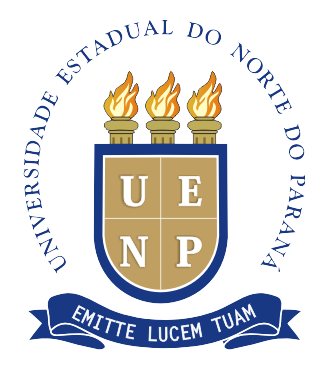 UNIVERSIDADE ESTADUAL DO NORTE DO PARANÁ
U E
N P
EMITTE LUCEM TUAM